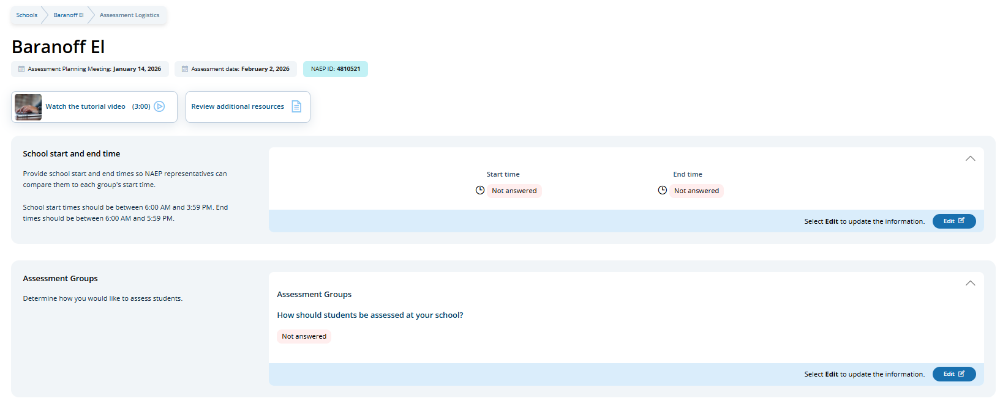 Schools Baranoff El Assessment Logistics
Baranoff El
Assessment Planning Meeting: January 14, 2026 Assessment date: February 2, 2026 NAEP ID: 4810521
Watch the tutorial video (3:00) Review additional resources
School start and end time
Provide school start and end times so NAEP representatives can
compare them to each group's start time.
School start times should be between 6:00 AM and 3:59 PM. End
times should be between 6:00 AM and 5:59 PM.
Start time End time
Not answered Not answered
Select Edit to update the information. Edit
Assessment Groups
Determine how you would like to assess students.
Assessment Groups
How should students be assessed at your school?
Not answered
Select Edit to update the information. Edit